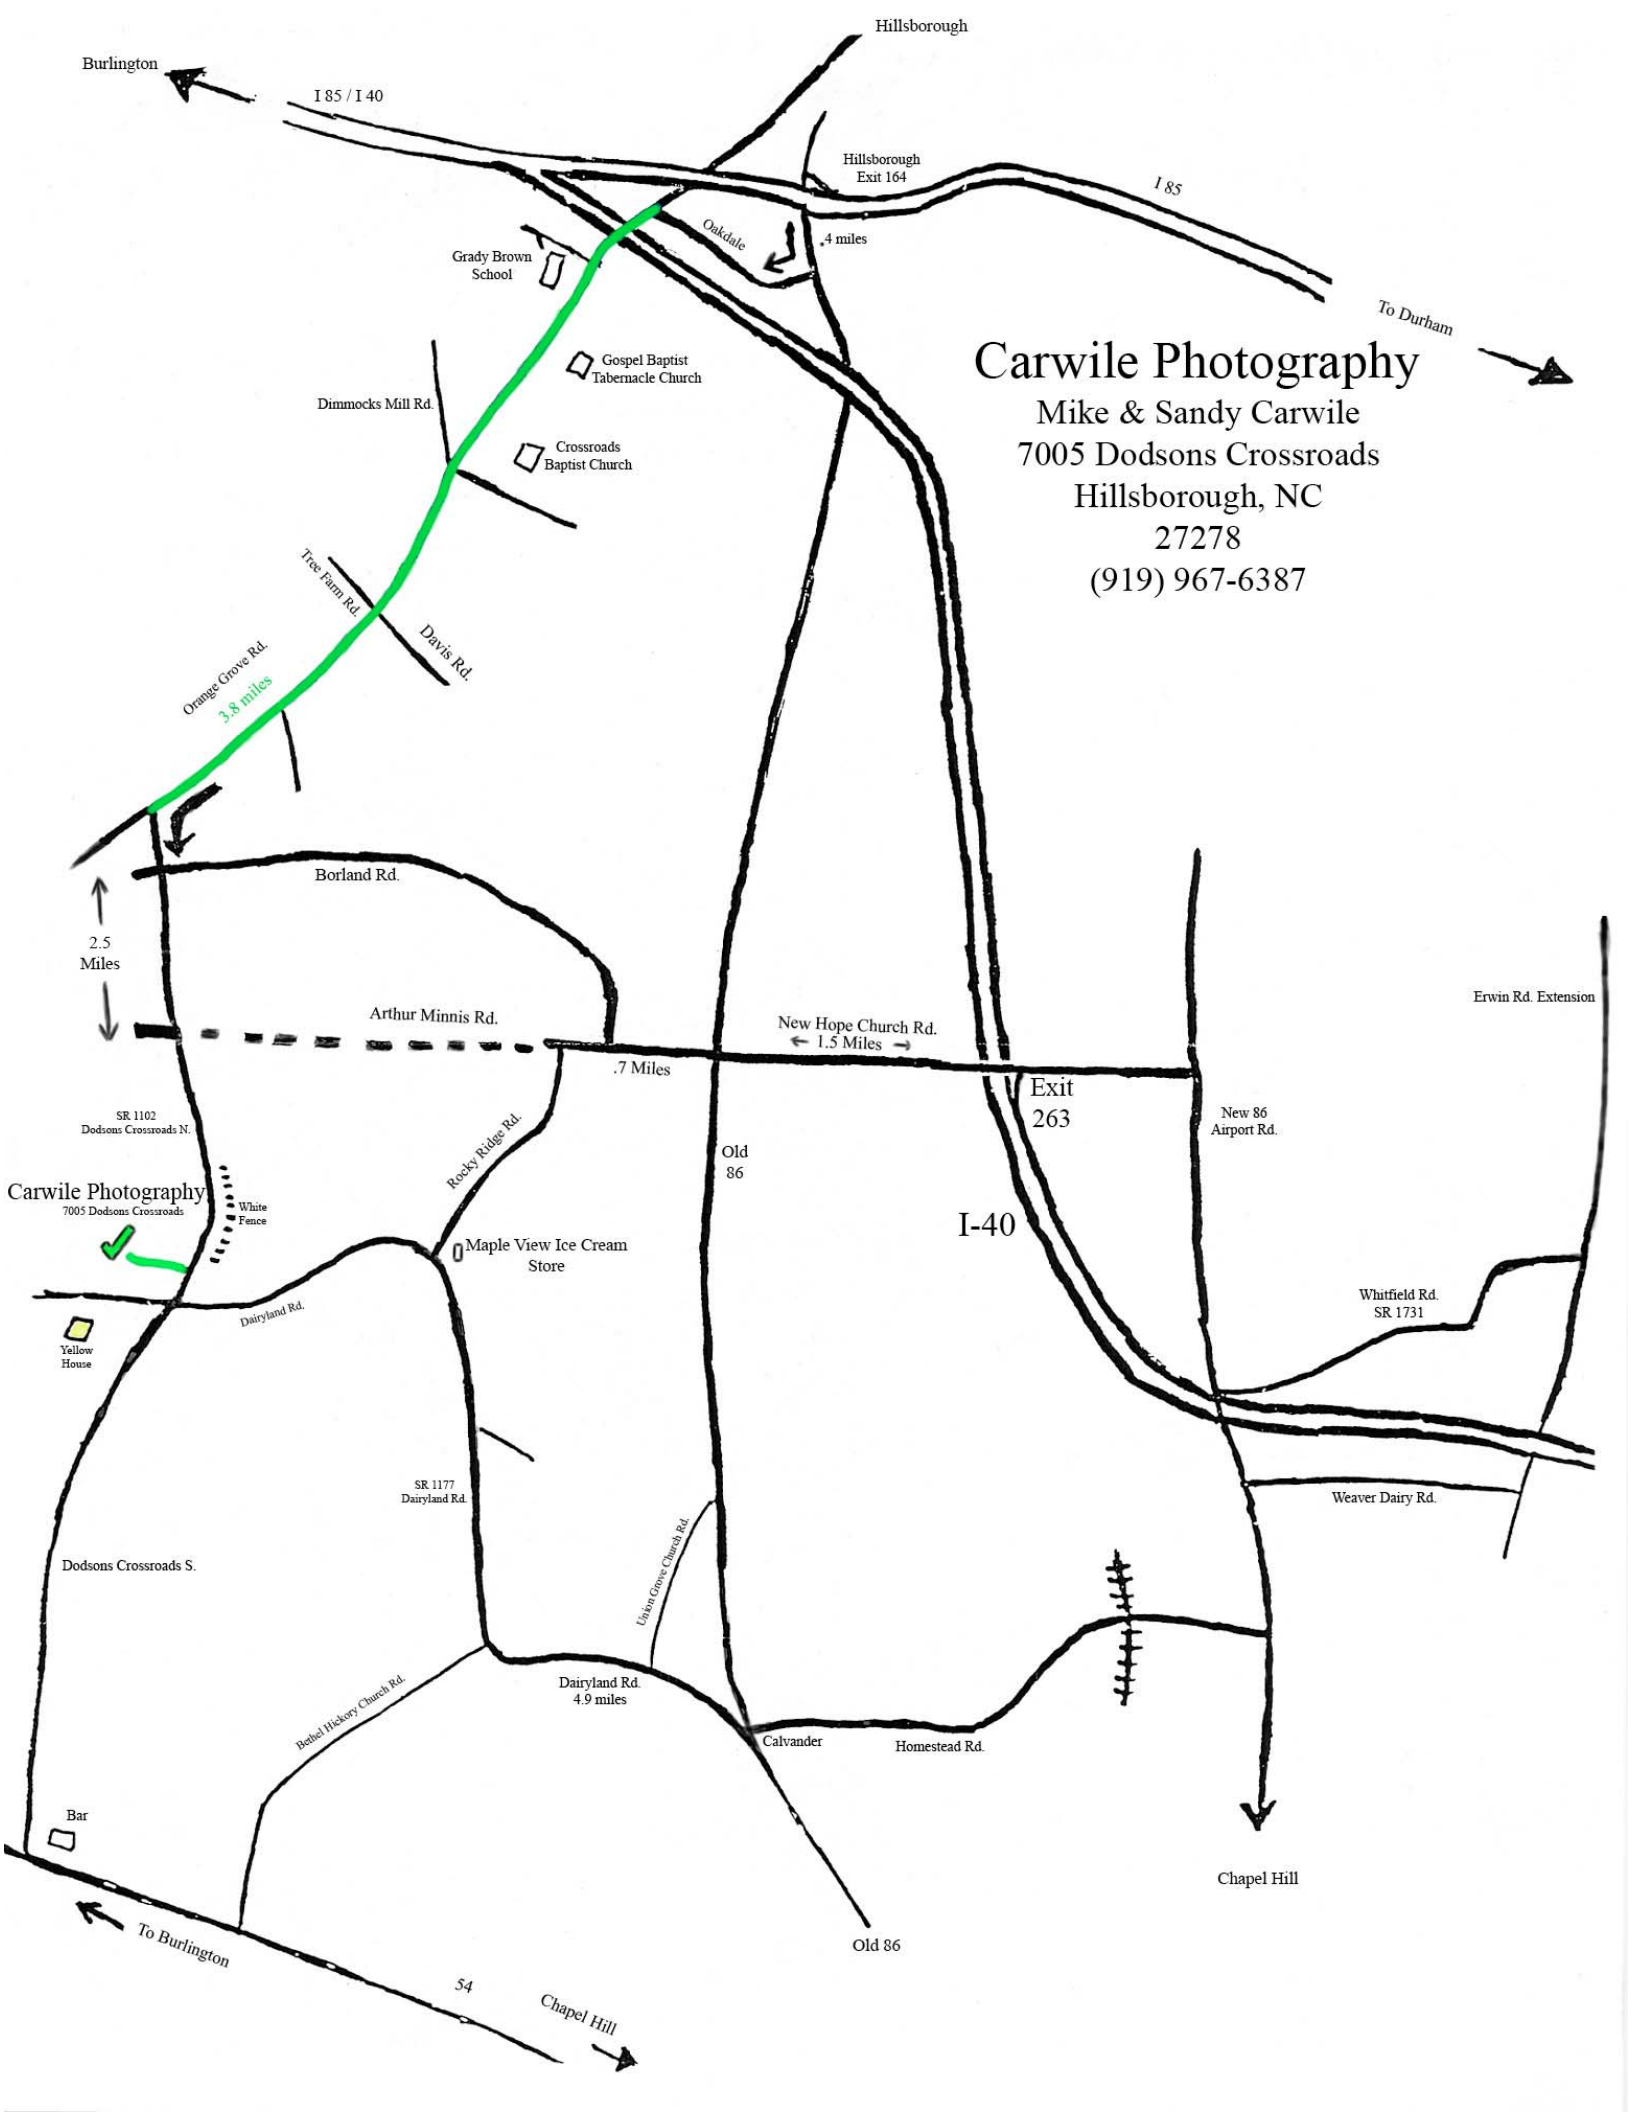 Hillsborough
Burlington
I 85 / I 40
Hillsborough
Exit 164
I 85
Oakdale
.4 miles
Grady Brown
School
To Durham
Carwile Photography
Mike & Sandy Carwile
7005 Dodsons Crossroads
Hillsborough, NC
27278
(919) 967-6387
Gospel Baptist
Tabernacle Church
Dimmocks Mill Rd.
Crossroads
Baptist Church
Tree Farm Rd.
Davis Rd.
Orange Grove Rd.
3.8 miles
Borland Rd.
2.5
Miles
Arthur Minnis Rd.
New Hope Church Rd.
1.5 Miles
Erwin Rd. Extension
.7 Miles
Exit
263
SR 1102
Dodsons Crossroads N.
New 86
Airport Rd.
Rocky Ridge Rd.
Old
86
Carwile Photography
7005 Dodsons Crossroads
White
Fence
I-40
Maple View Ice Cream
Store
Dairyland Rd.
Whitfield Rd.
SR 1731
Yellow
House
SR 1177
Dairyland Rd.
Weaver Dairy Rd.
Dodsons Crossroads S.
Union Grove Church Rd.
Dairyland Rd.
4.9 miles
Bethel Hickory Church Rd.
Calvander
Homestead Rd.
Bar
Chapel Hill
To Burlington
Old 86
54
Chapel Hill